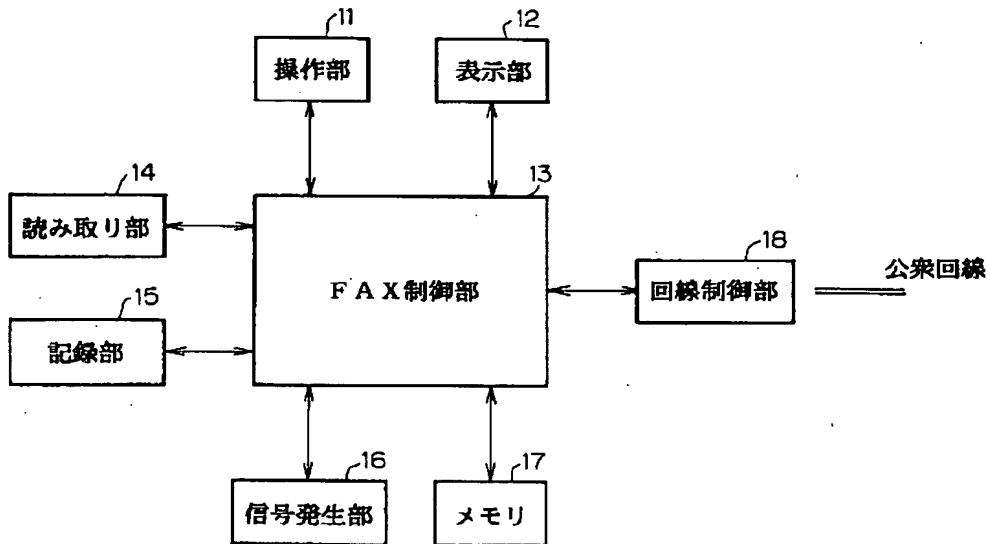 11
操作部
12
表示部
13
FAX制御部
14
読み取り部
15
記録部
16
信号発生部
17
メモリ
18
回線制御部
公衆回線